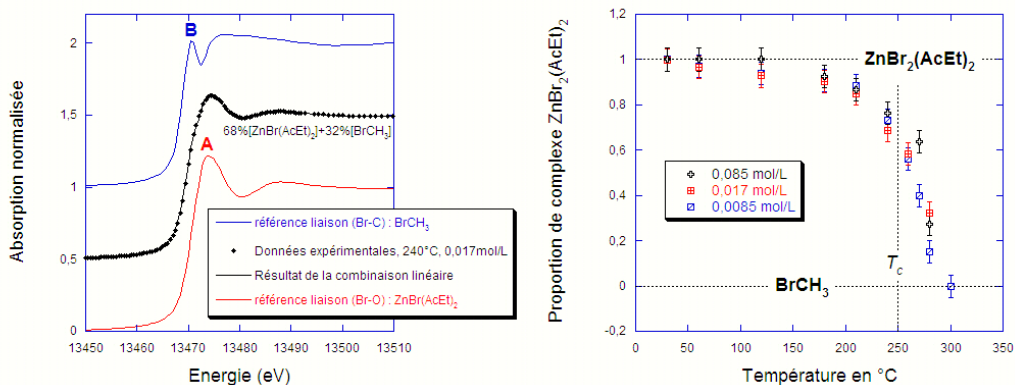 B
A
68%[ZnBr(AcEt)₂]+32%[BrCH₃]
référence liaison (Br-C) : BrCH₃
Données expérimentales, 240°C, 0,017mol/L
Résultat de la combinaison linéaire
référence liaison (Br-O) : ZnBr(AcEt)₂
Absorption normalisée
2
1,5
1
0,5
0
13450 13460 13470 13480 13490 13500 13510
Energie (eV)
Proportion de complexe ZnBr₂(AcEt)₂
1,2
1
0,8
0,6
0,4
0,2
0
-0,2
ZnBr₂(AcEt)₂
0.085 mol/L
0.017 mol/L
0,0085 mol/L
T꜀
BrCH₃
0 50 100 150 200 250 300 350
Température en °C